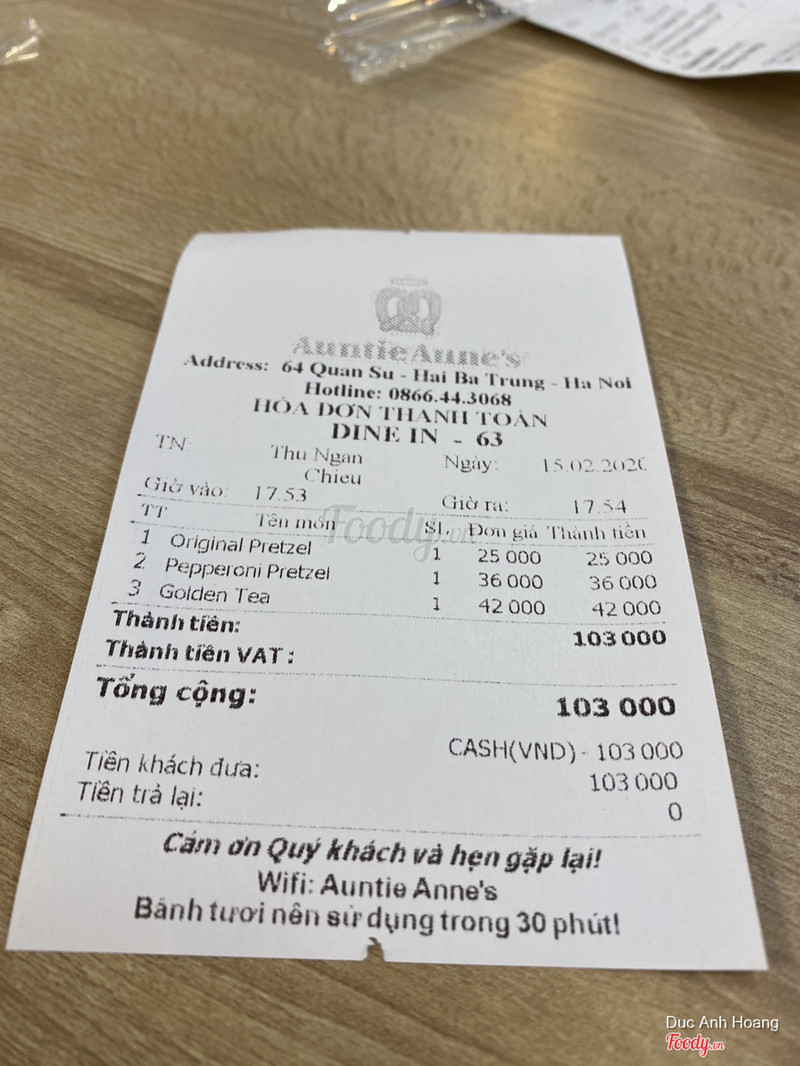 Auntie Anne's
Address: 64 Quan Su - Hai Ba Trung - Ha Noi
Hotline: 0866.44.3068
HÓA ĐƠN THANH TOÁN
DINE IN - 63
TN: Thu Ngan Chieu Ngày: 15.02.2020
Giờ vào: 17.53 Giờ ra: 17.54
TT Tên món SL Đơn giá Thành tiền
1 Original Pretzel 1 25 000 25 000
2 Pepperoni Pretzel 1 36 000 36 000
3 Golden Tea 1 42 000 42 000
Thành tiền: 103 000
Thành tiền VAT :
Tổng cộng: 103 000
CASH(VND) - 103 000
Tiền khách đưa: 103 000
Tiền trả lại: 0
Cám ơn Quý khách và hẹn gặp lại!
Wifi: Auntie Anne's
Bánh tươi nên sử dụng trong 30 phút!
Foody.vn
Duc Anh Hoang
Foody.vn